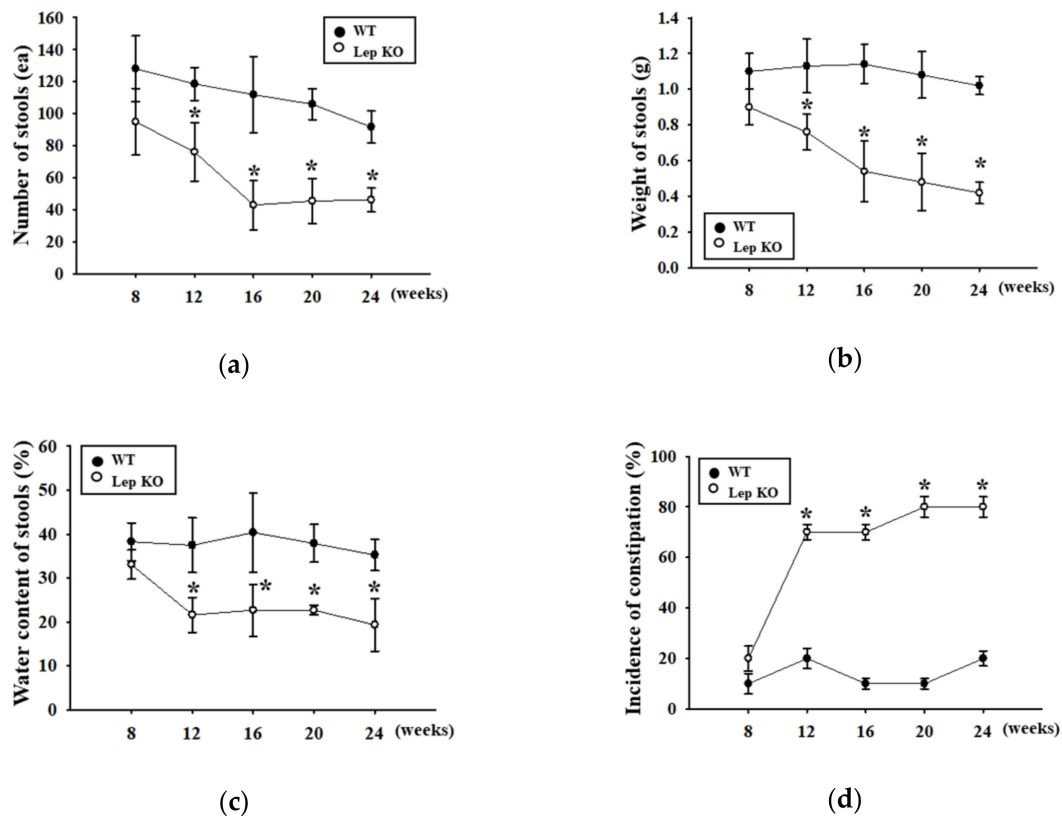 Number of stools (ea)
160
140
120
100
80
60
40
20
0
WT
Lep KO
*
*
*
*
8 12 16 20 24 (weeks)
(a)
Weight of stools (g)
1.4
1.2
1.0
0.8
0.6
0.4
0.2
0.0
*
*
*
*
WT
Lep KO
8 12 16 20 24 (weeks)
(b)
Water content of stools (%)
60
50
40
30
20
10
0
WT
Lep KO
*
*
*
*
8 12 16 20 24 (weeks)
(c)
Incidence of constipation (%)
100
80
60
40
20
0
WT
Lep KO
*
*
*
*
8 12 16 20 24 (weeks)
(d)